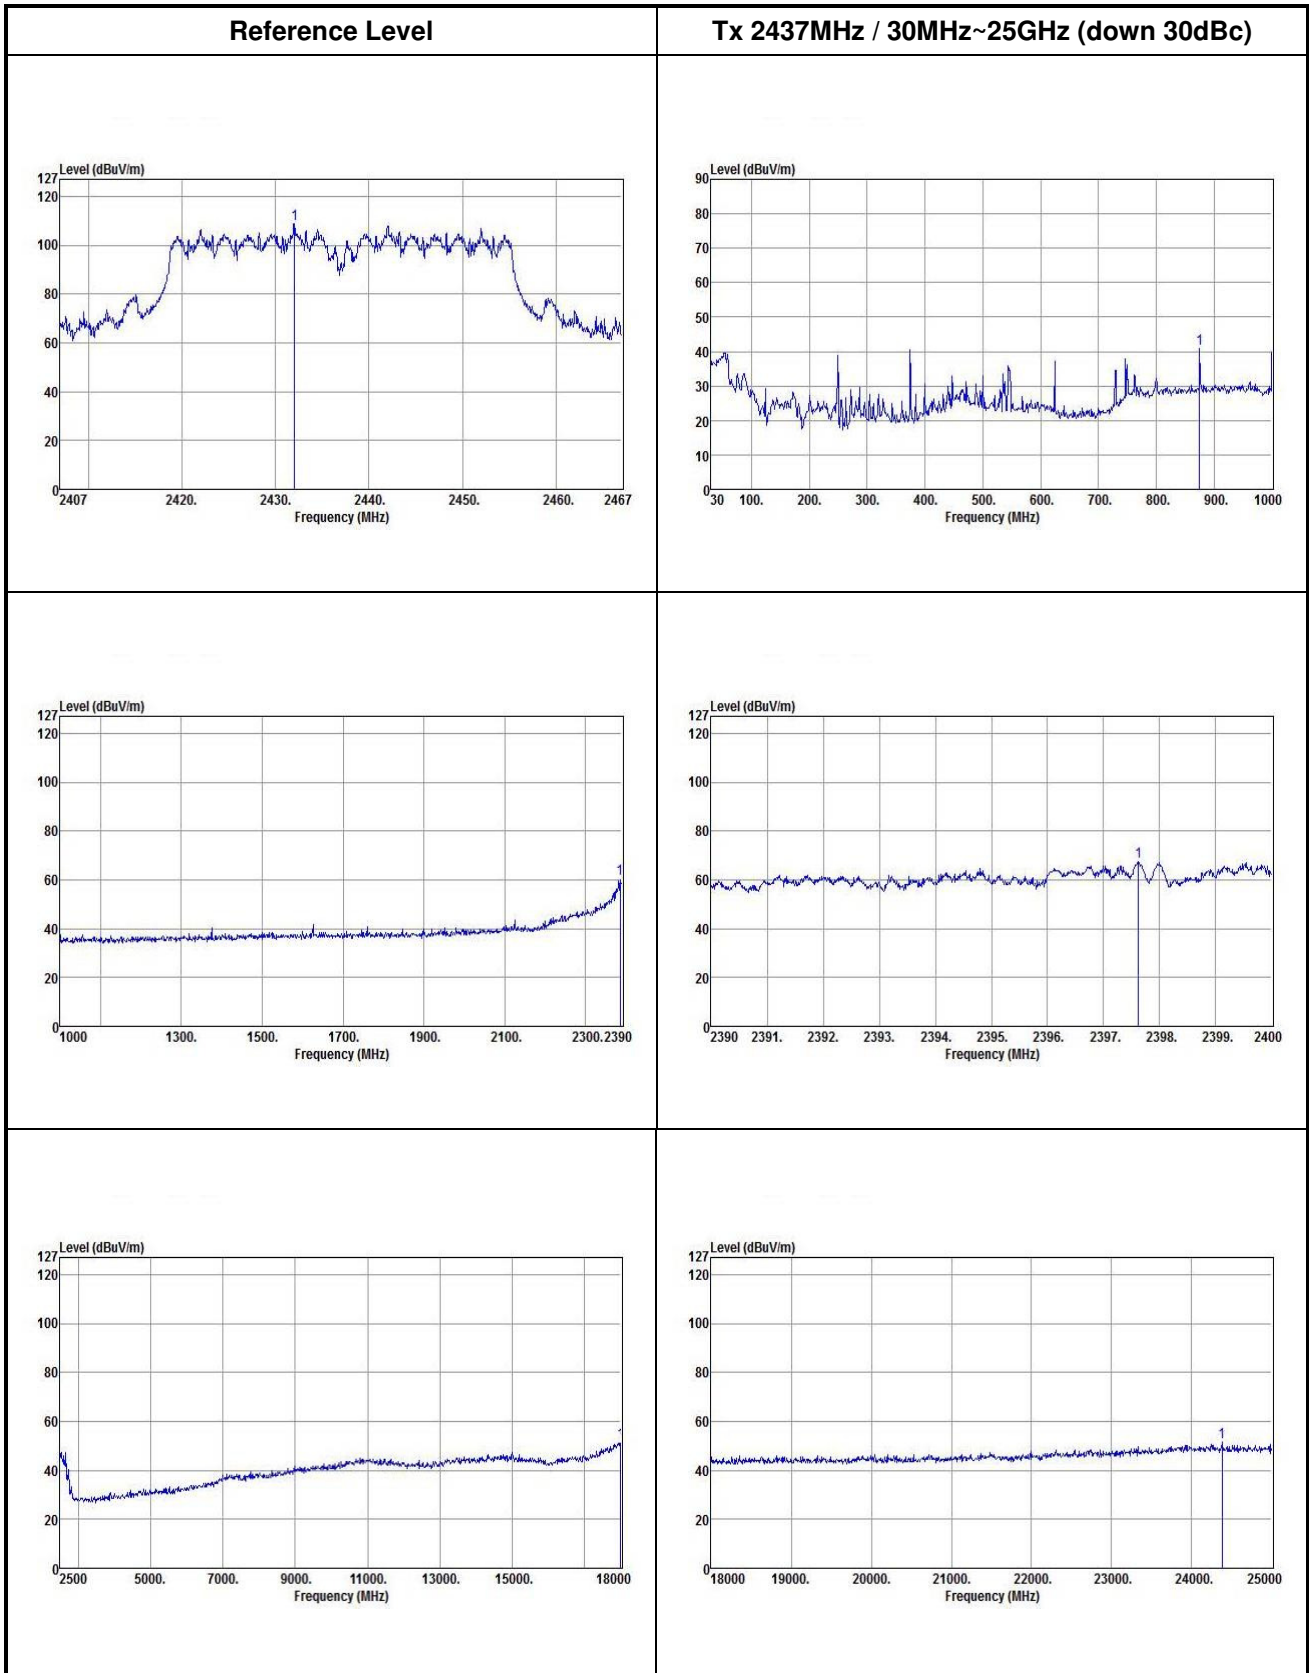 Reference Level
Tx 2437MHz / 30MHz~25GHz (down 30dBc)
Level (dBuV/m)
127
120
100
80
60
40
20
0
1
2407 2420. 2430. 2440. 2450. 2460. 2467
Frequency (MHz)
Level (dBuV/m)
90
80
70
60
50
40
30
20
10
0
1
30 100. 200. 300. 400. 500. 600. 700. 800. 900. 1000
Frequency (MHz)
Level (dBuV/m)
127
120
100
80
60
40
20
0
1
1000 1300. 1500. 1700. 1900. 2100. 2300. 2390
Frequency (MHz)
Level (dBuV/m)
127
120
100
80
60
40
20
0
1
2390 2391. 2392. 2393. 2394. 2395. 2396. 2397. 2398. 2399. 2400
Frequency (MHz)
Level (dBuV/m)
127
120
100
80
60
40
20
0
2500 5000. 7000. 9000. 11000. 13000. 15000. 18000
Frequency (MHz)
Level (dBuV/m)
127
120
100
80
60
40
20
0
1
18000 19000. 20000. 21000. 22000. 23000. 24000. 25000
Frequency (MHz)